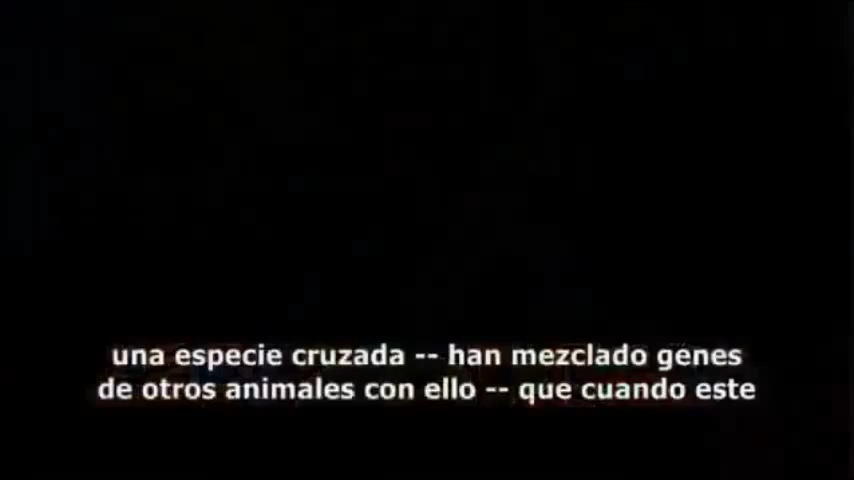 una especie cruzada -- han mezclado genes
de otros animales con ello -- que cuando este